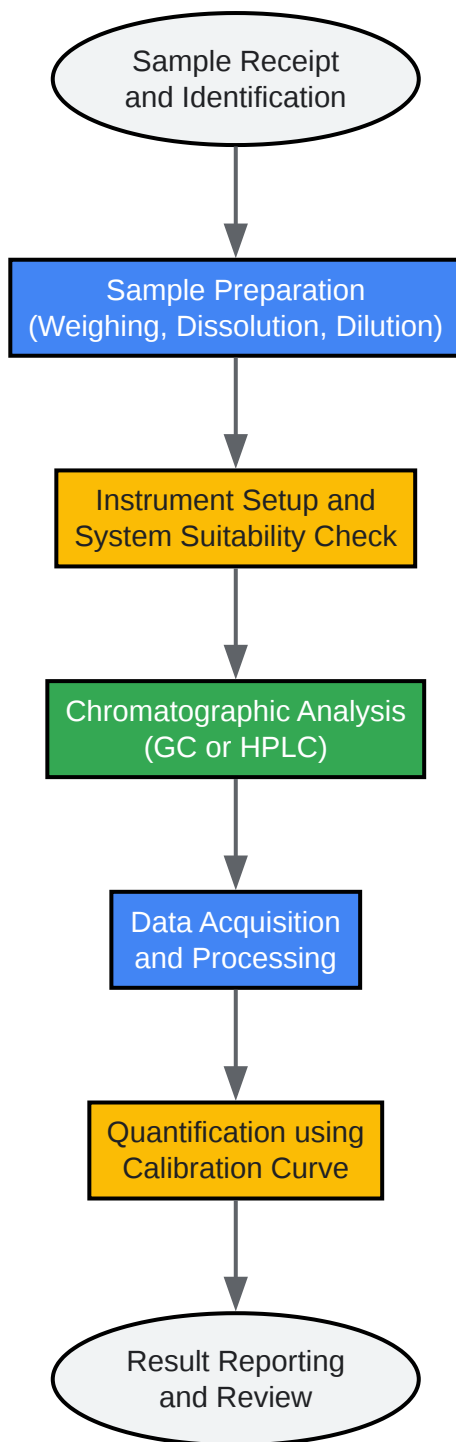 Sample Receipt
and Identification
Sample Preparation
(Weighing, Dissolution, Dilution)
Instrument Setup and
System Suitability Check
Chromatographic Analysis
(GC or HPLC)
Data Acquisition
and Processing
Quantification using
Calibration Curve
Result Reporting
and Review